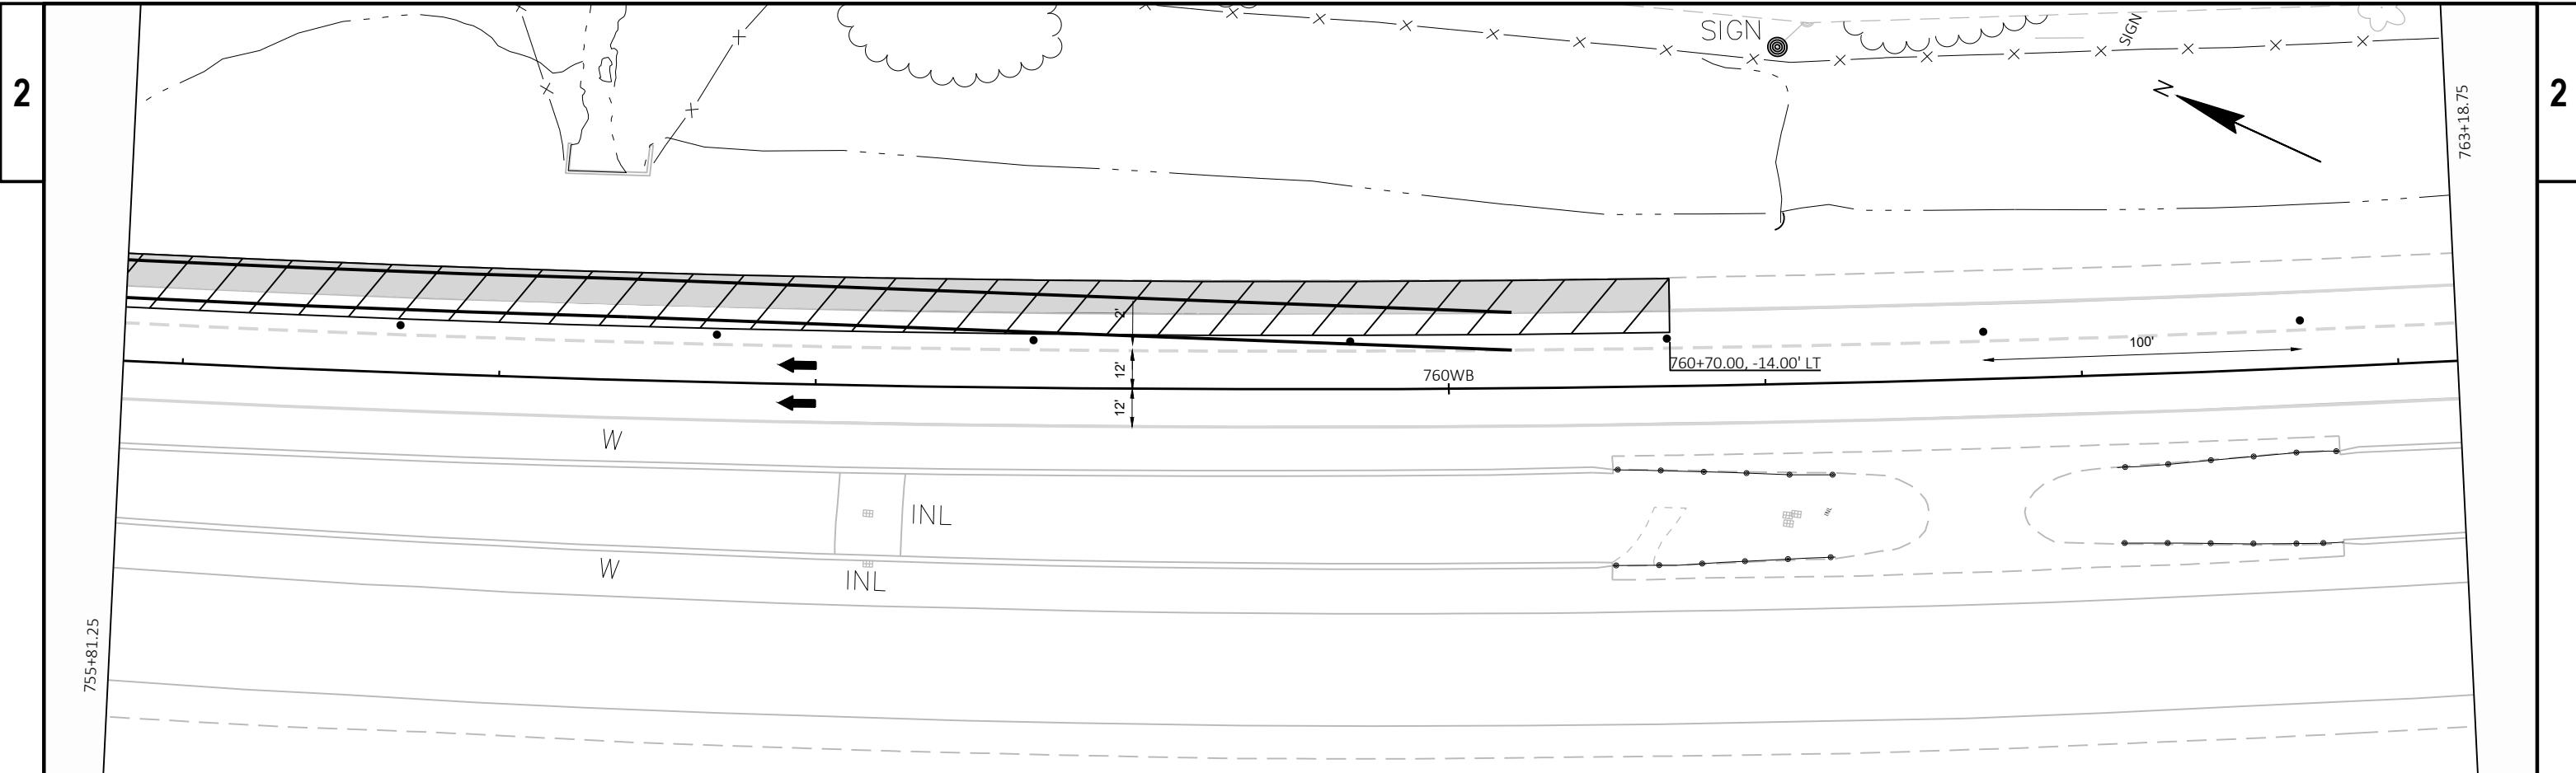 2
2
SIGN
SIGN
N
763+18.75
2'
12'
12'
760WB
760+70.00, -14.00' LT
100'
W
INL
INL
W
INL
755+81.25